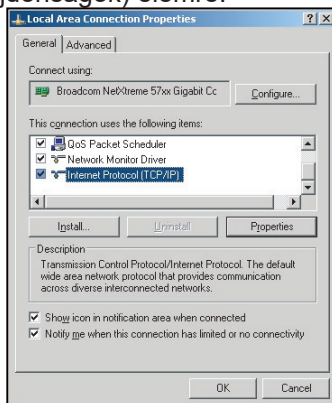 Local Area Connection Properties
General Advanced
Connect using:
Broadcom NetXtreme 57xx Gigabit Cc Configure...
This connection uses the following items:
QoS Packet Scheduler
Network Monitor Driver
Internet Protocol (TCP/IP)
Install... Uninstall Properties
Description
Transmission Control Protocol/Internet Protocol. The default
wide area network protocol that provides communication
across diverse interconnected networks.
Show icon in notification area when connected
Notify me when this connection has limited or no connectivity
OK Cancel